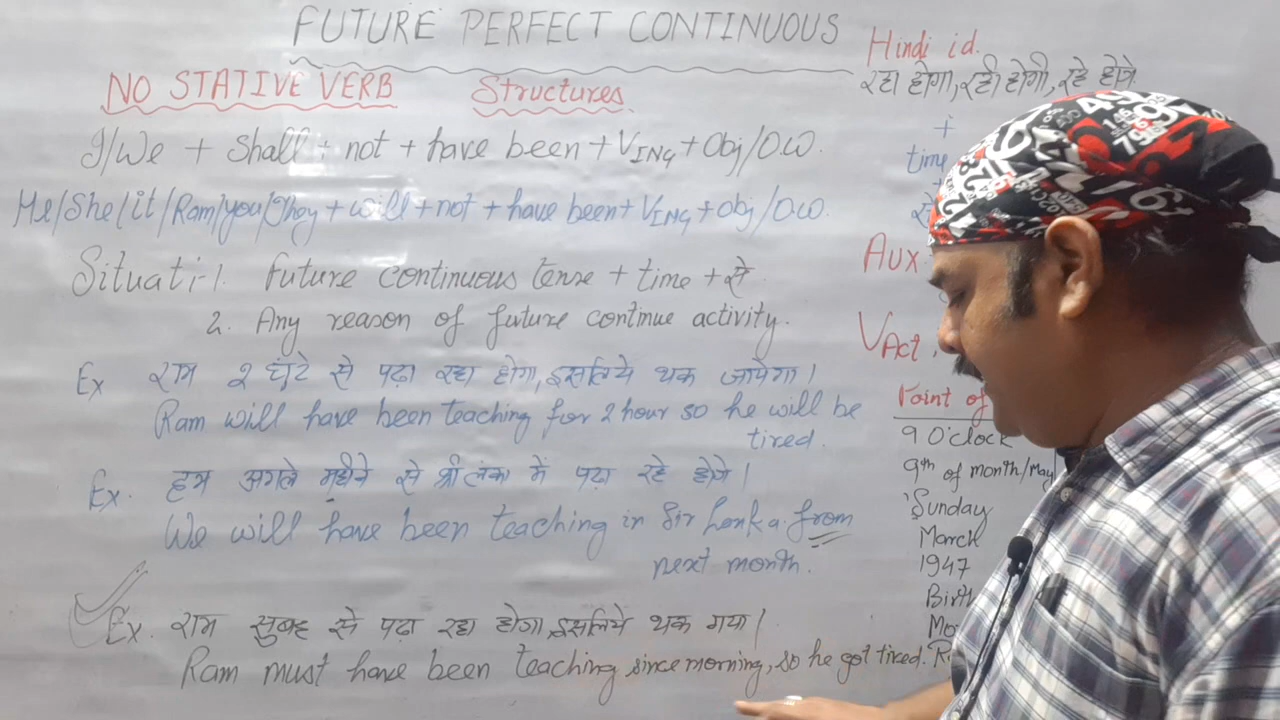 FUTURE PERFECT CONTINUOUS
NO STATIVE VERB Structures
I/We + Shall + not + have been + VING + Obj/O.W.
He/She/it/Ram/you/They + will + not + have been + VING + Obj/O.W.
Situati-1. Future continuous tense + time + से
2. Any reason of future continue activity.
Ex राम 2 घंटे से पढ़ा रहा होगा, इसलिये थक जायेगा।
Ram will have been teaching for 2 hour so he will be
tired.
Ex. हम अगले महीने से श्रीलंका में पढ़ा रहे होंगे।
We will have been teaching in Sir Lanka from
next month.
Ex. राम सुबह से पढ़ा रहा होगा इसलिये थक गया।
Ram must have been teaching since morning, so he got tired.
Hindi id.
रहा होगा, रही होगी, रहे होंगे
+
time
+
से
Aux
VAct.
Point of
9 O'clock
9th of month/May
Sunday
March
1947
Birth